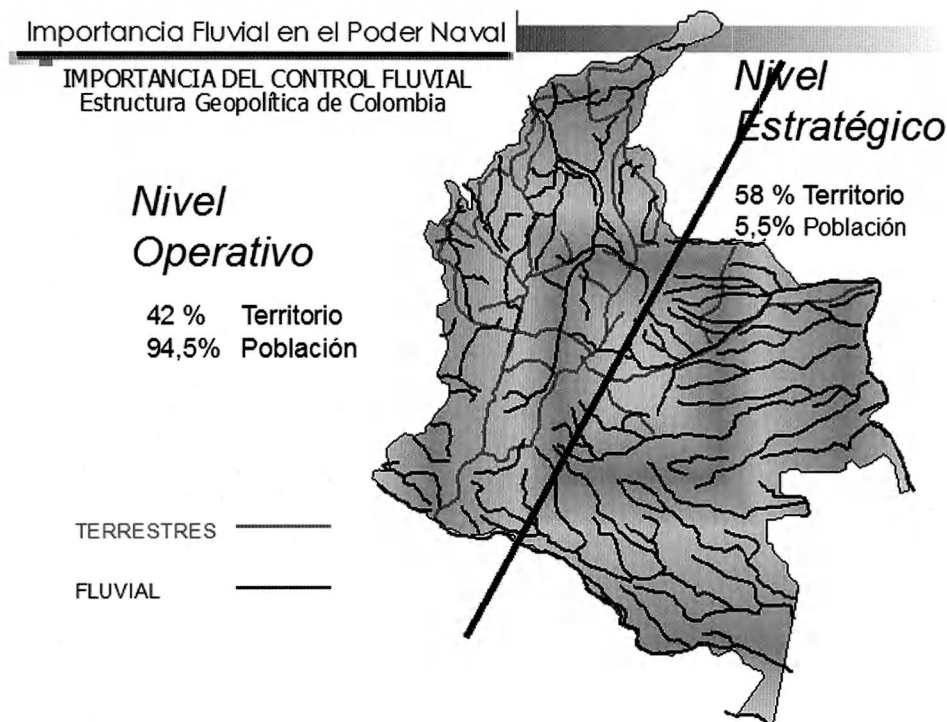 Importancia Fluvial en el Poder Naval
IMPORTANCIA DEL CONTROL FLUVIAL
Estructura Geopolítica de Colombia
Nivel
Estratégico
58 % Territorio
5,5% Población
Nivel
Operativo
42 % Territorio
94,5% Población
TERRESTRES
FLUVIAL